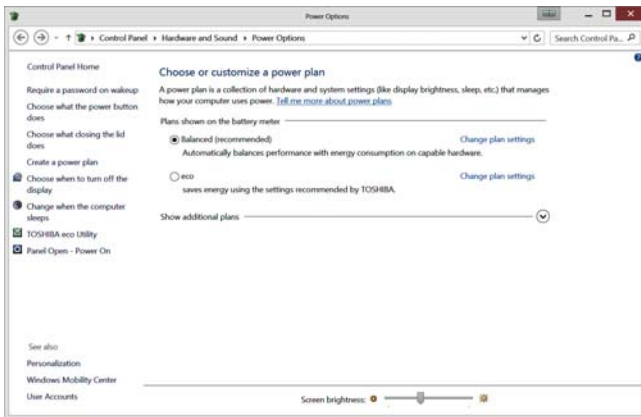 Power Options
Control Panel ▸ Hardware and Sound ▸ Power Options
Search Control Pa...
Control Panel Home
Require a password on wakeup
Choose what the power button
does
Choose what closing the lid
does
Create a power plan
Choose when to turn off the
display
Change when the computer
sleeps
TOSHIBA eco Utility
Panel Open - Power On
See also
Personalization
Windows Mobility Center
User Accounts
Choose or customize a power plan
A power plan is a collection of hardware and system settings (like display brightness, sleep, etc.) that manages
how your computer uses power. Tell me more about power plans
Plans shown on the battery meter
Balanced (recommended) Change plan settings
Automatically balances performance with energy consumption on capable hardware.
eco Change plan settings
saves energy using the settings recommended by TOSHIBA.
Show additional plans
Screen brightness: